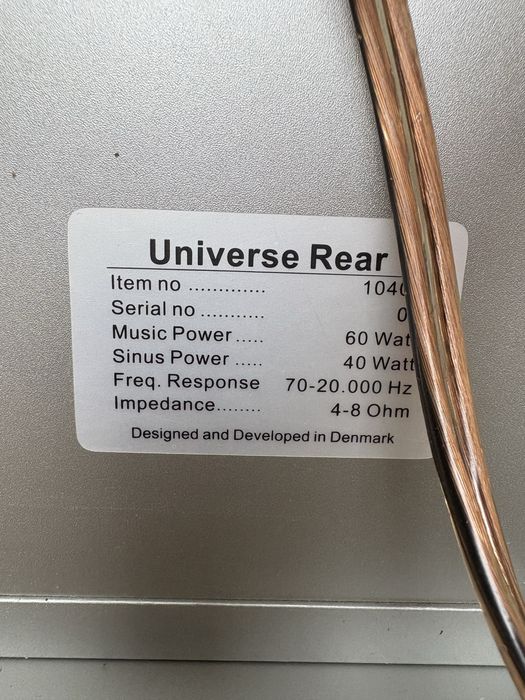 Universe Rear
Item no .............
Serial no ...........
Music Power ..... 60 Watt
Sinus Power ..... 40 Watt
Freq. Response 70-20.000 Hz
Impedance........ 4-8 Ohm
Designed and Developed in Denmark